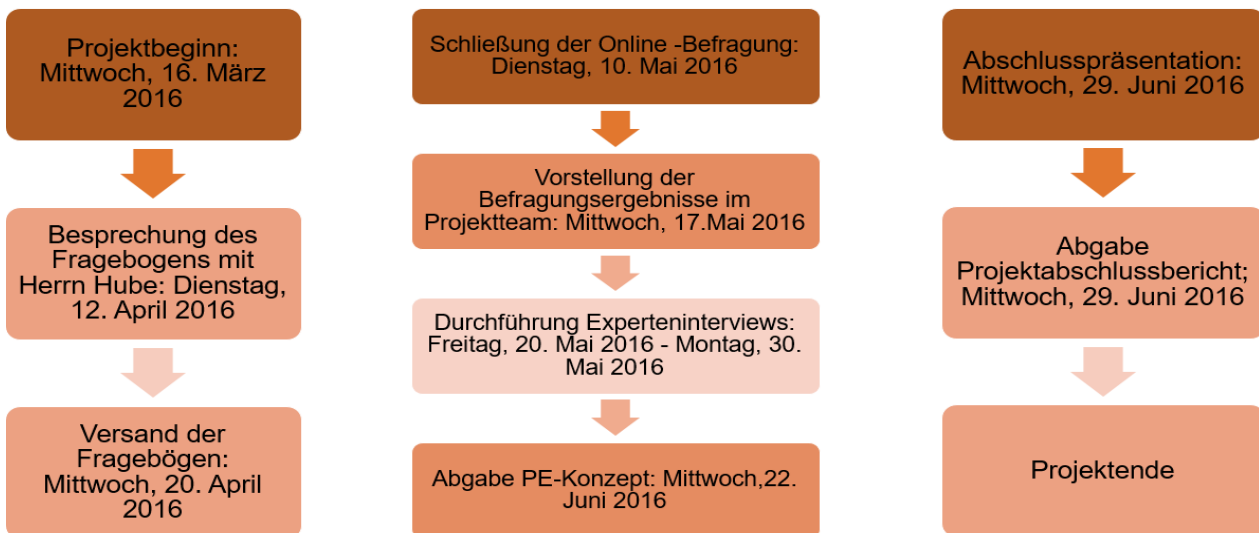 Projektbeginn:
Mittwoch, 16. März
2016
Besprechung des
Fragebogens mit
Herrn Hube: Dienstag,
12. April 2016
Versand der
Fragebögen:
Mittwoch, 20. April
2016
Schließung der Online -Befragung:
Dienstag, 10. Mai 2016
Vorstellung der
Befragungsergebnisse im
Projektteam: Mittwoch, 17.Mai 2016
Durchführung Experteninterviews:
Freitag, 20. Mai 2016 - Montag, 30.
Mai 2016
Abgabe PE-Konzept: Mittwoch,22.
Juni 2016
Abschlusspräsentation:
Mittwoch, 29. Juni 2016
Abgabe
Projektabschlussbericht;
Mittwoch, 29. Juni 2016
Projektende